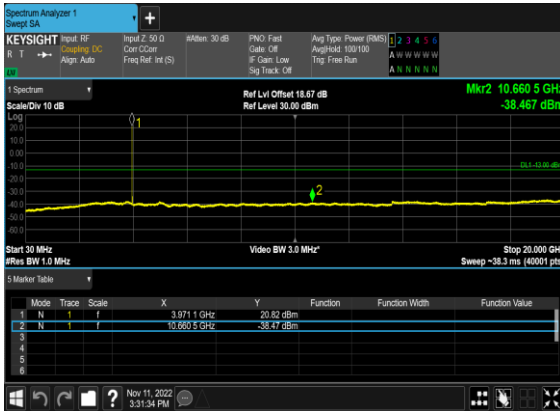 Spectrum Analyzer 1
Swept SA
+
KEYSIGHT Input: RF Input Z: 50 Ω #Atten: 30 dB PNO: Fast Avg Type: Power (RMS) 1 2 3 4 5 6
R T Coupling: DC Corr CCorr Gate: Off Avg|Hold: 100/100 A W W W W W
Align: Auto Freq Ref: Int (S) IF Gain: Low Trig: Free Run
Sig Track: Off A N N N N N
1 Spectrum Ref Lvl Offset 18.67 dB Mkr2 10.660 5 GHz
Scale/Div 10 dB Ref Level 30.00 dBm -38.467 dBm
Log
20.0
10.0
0.00
-10.0
DL1 -13.00 dBm
-20.0
-30.0
-40.0
-50.0
-60.0
1
2
Start 30 MHz Video BW 3.0 MHz* Stop 20.000 GH
#Res BW 1.0 MHz Sweep ~38.3 ms (40001 pts
5 Marker Table
Mode Trace Scale X Y Function Function Width Function Value
1 N 1 f 3.971 1 GHz 20.82 dBm
2 N 1 f 10.660 5 GHz -38.47 dBm
3
4
5
6
? Nov 11, 2022
3:31:34 PM